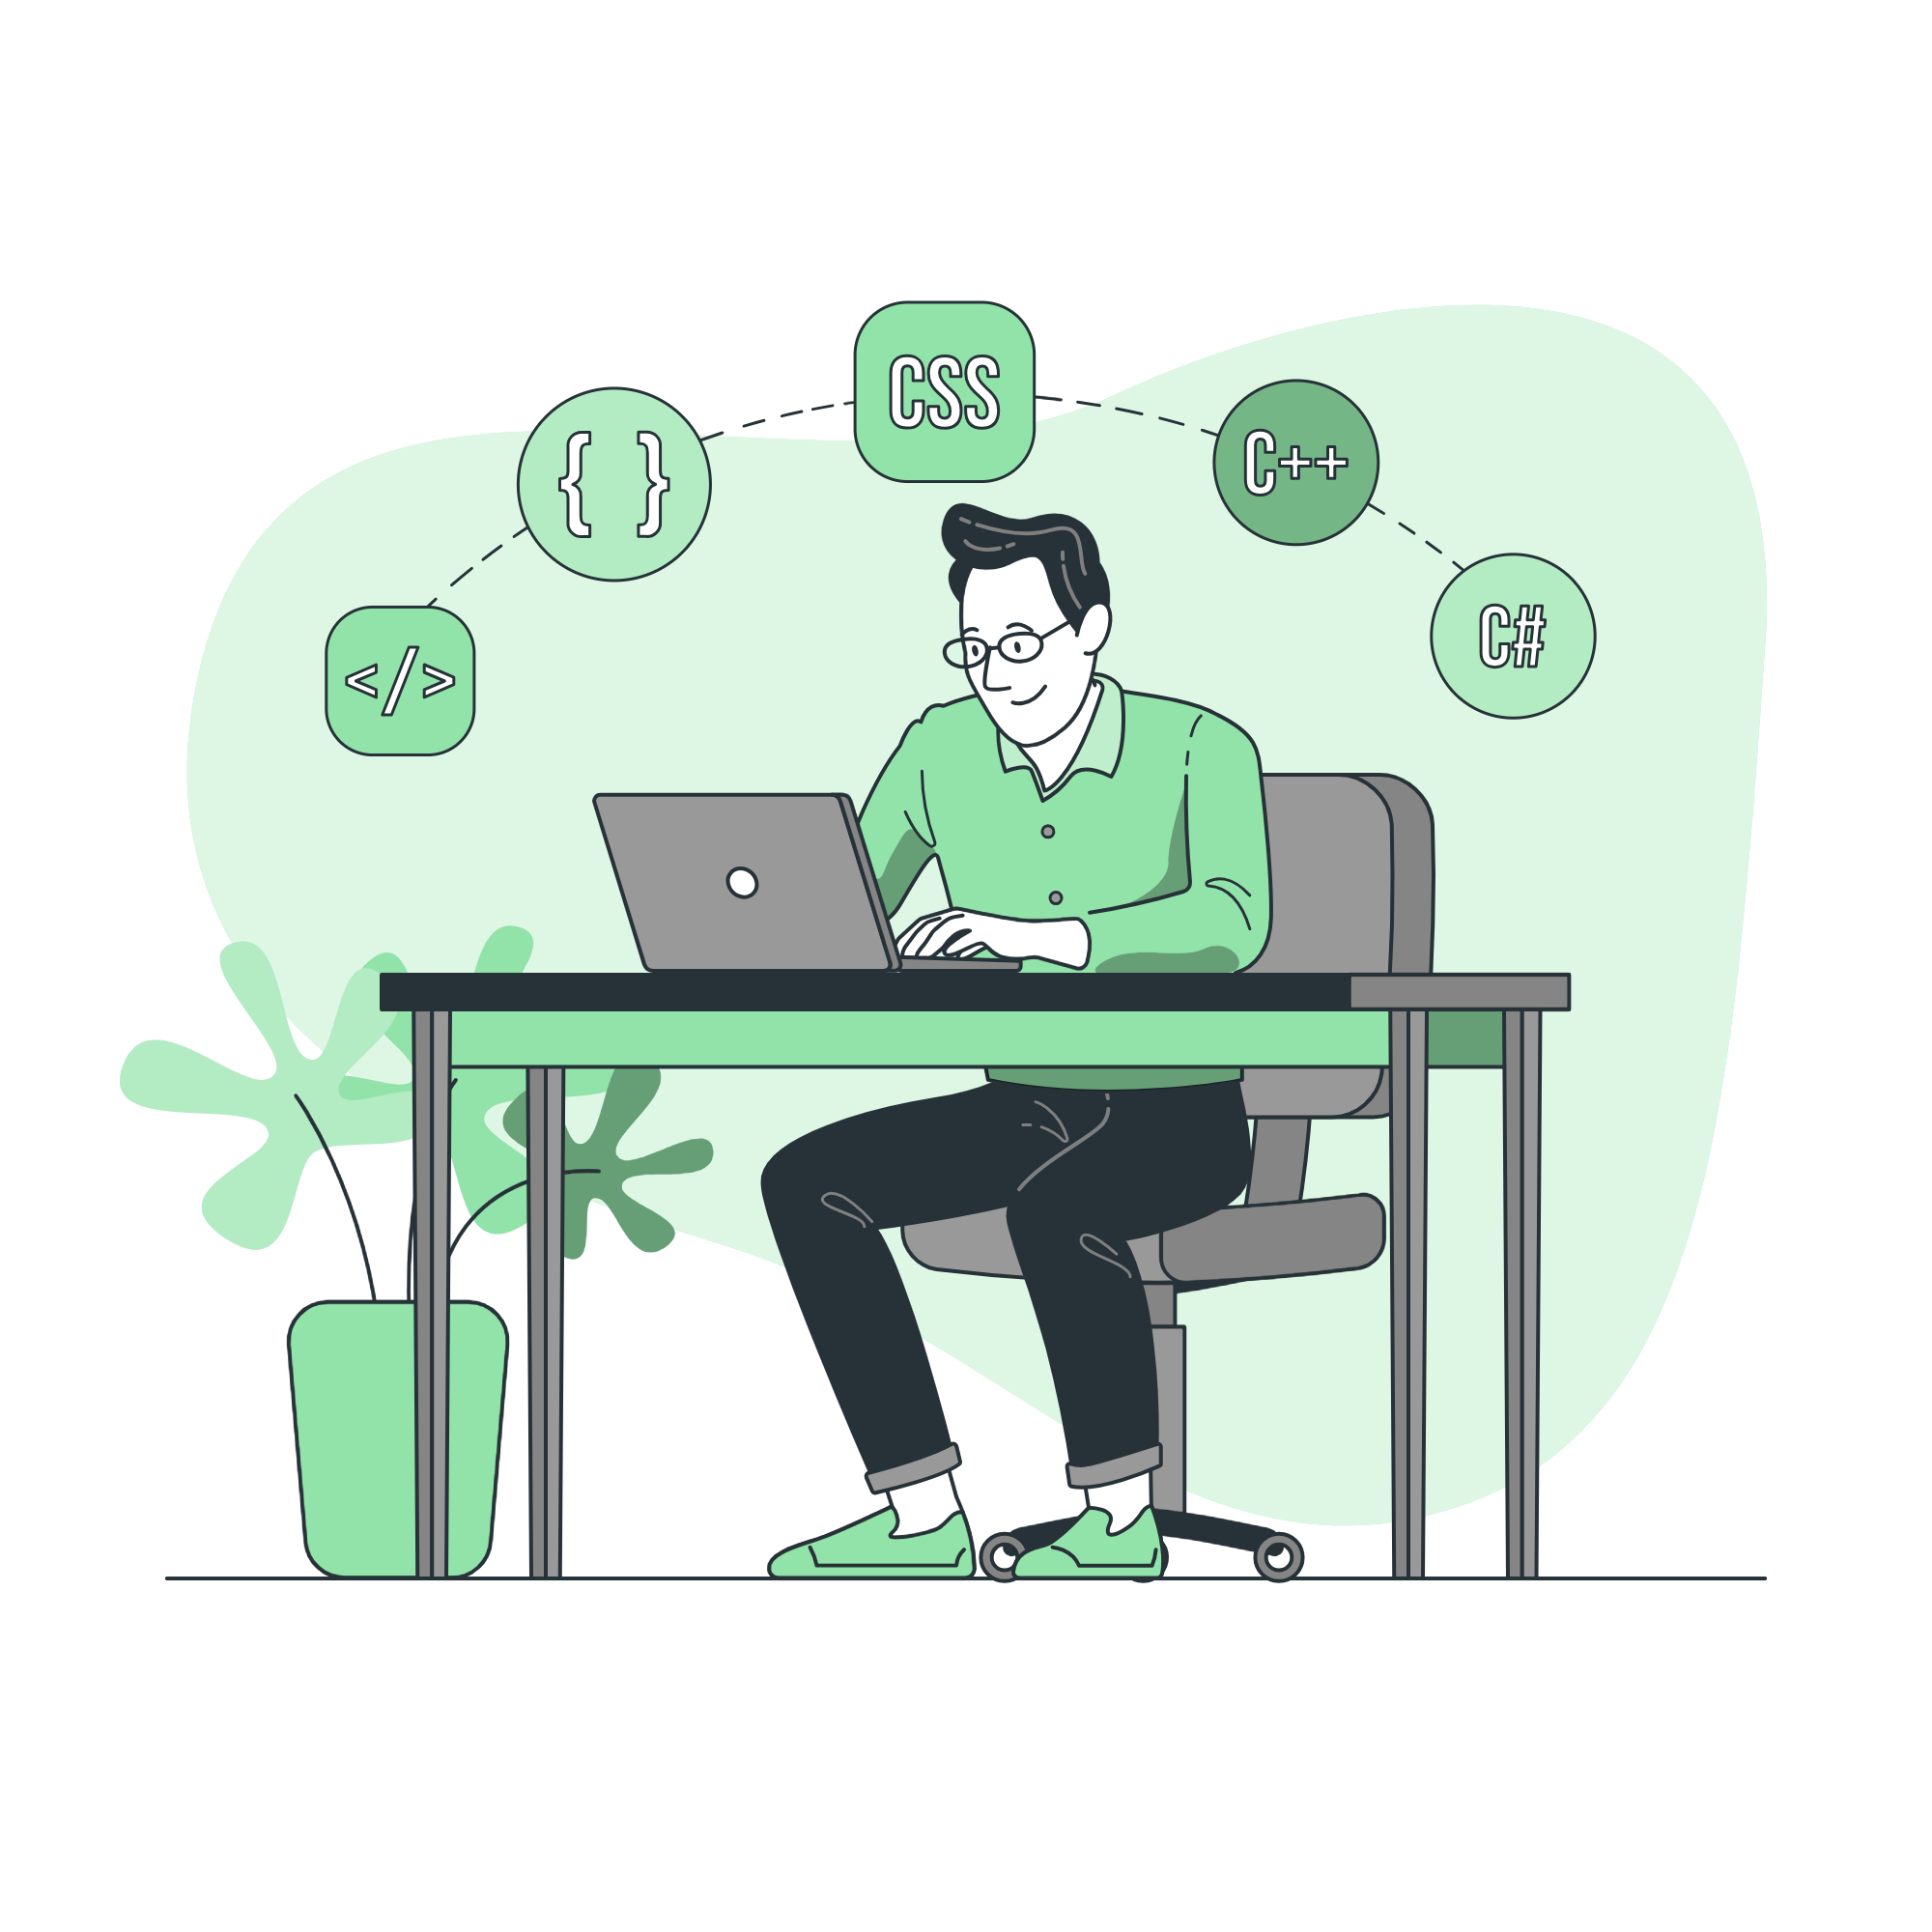 </>
{ }
CSS
C++
C#